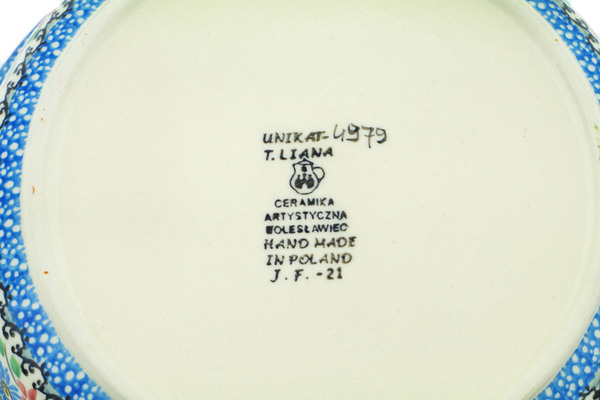 UNIKAT-4979
T. LIANA
CERAMIKA
ARTYSTYCZNA
BOLESŁAWIEC
HAND MADE
IN POLAND
J. F. - 21